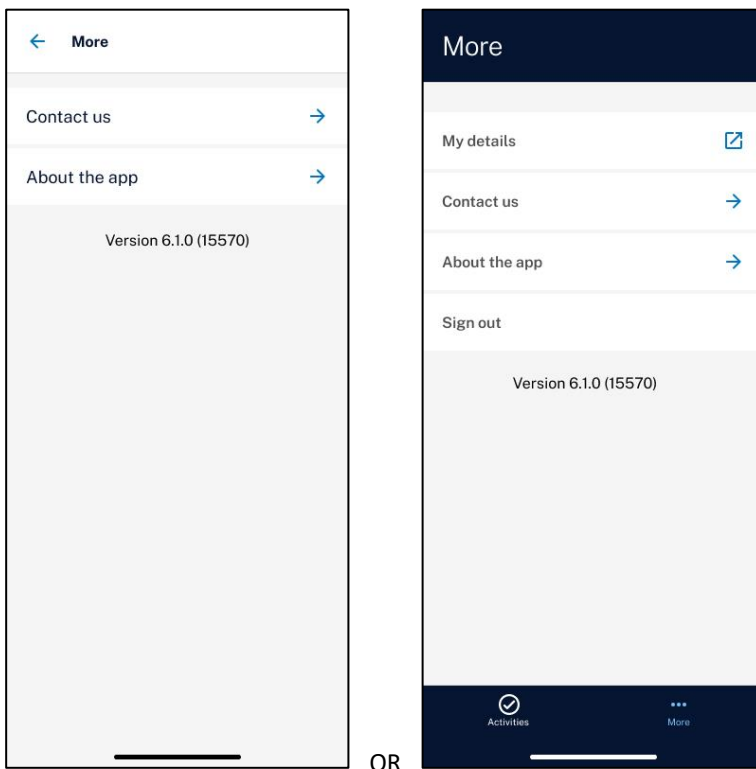 More
Contact us
About the app
Version 6.1.0 (15570)
OR
More
My details
Contact us
About the app
Sign out
Version 6.1.0 (15570)
Activities
More